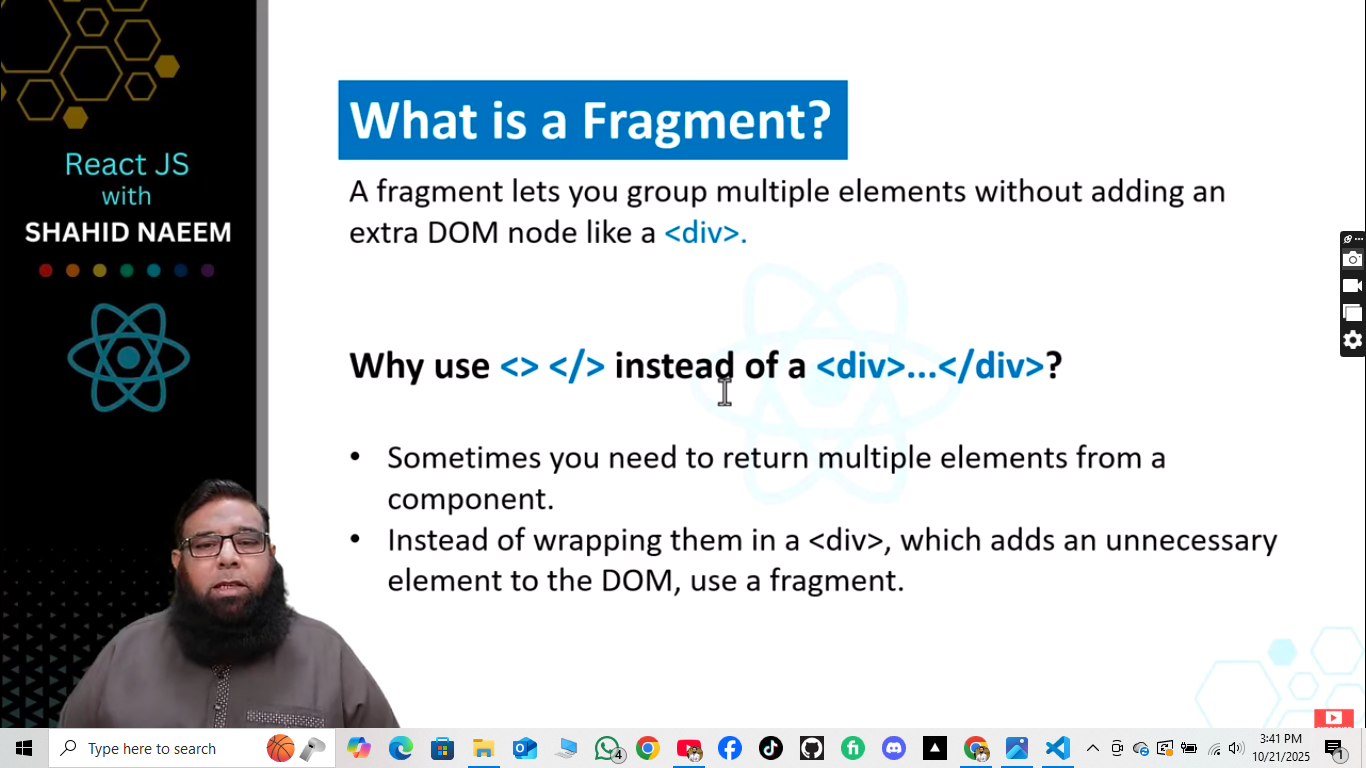 React JS
with
SHAHID NAEEM
What is a Fragment?
A fragment lets you group multiple elements without adding an
extra DOM node like a <div>.
Why use <> </> instead of a <div>...</div>?
• Sometimes you need to return multiple elements from a
component.
• Instead of wrapping them in a <div>, which adds an unnecessary
element to the DOM, use a fragment.
Type here to search
4
3:41 PM
10/21/2025
1